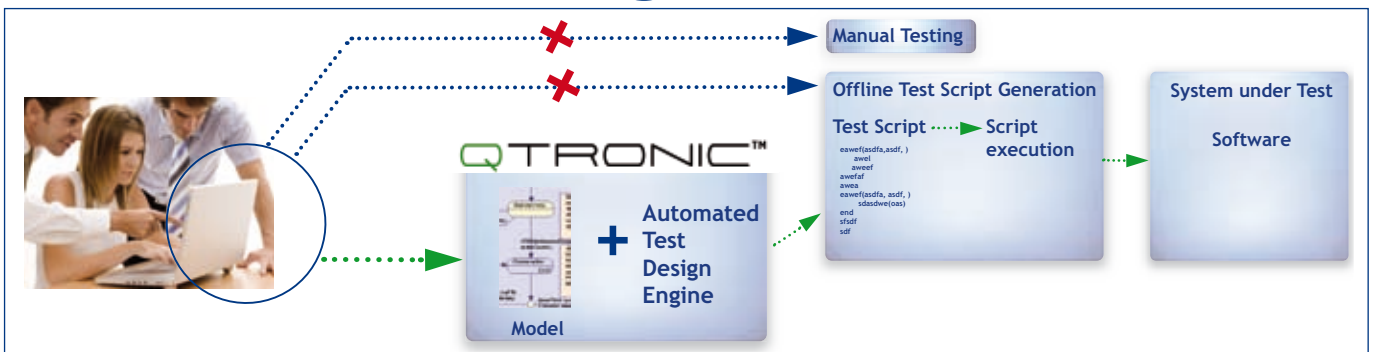 Manual Testing
Offline Test Script Generation
Test Script
Script
execution
eawef(asdfa,asdf, )
awel
aweef
awefaf
awea
eawef(asdfa, asdf, )
sdasdwe(oas)
end
sfsdf
sdf
System under Test
Software
QTRONIC™
+
Automated
Test
Design
Engine
Model